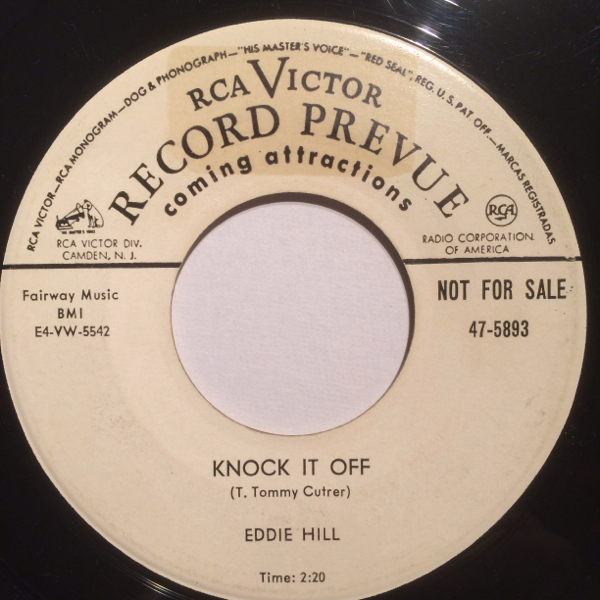 RCA VICTOR—RCA MONOGRAM—DOG & PHONOGRAPH—"HIS MASTER'S VOICE"—"RED SEAL", REG. U.S. PAT. OFF.—MARCAS REGISTRADAS
RCA VICTOR
RECORD PREVUE
coming attractions
RCA
RCA VICTOR DIV.
CAMDEN, N. J.
RADIO CORPORATION
OF AMERICA
Fairway Music
BMI
E4-VW-5542
NOT FOR SALE
47-5893
KNOCK IT OFF
(T. Tommy Cutrer)
EDDIE HILL
Time: 2:20